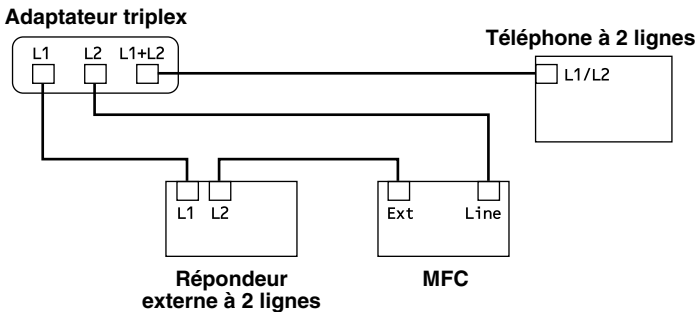 Adaptateur triplex
L1 L2 L1+L2
Téléphone à 2 lignes
L1/L2
L1 L2
Ext Line
Répondeur
externe à 2 lignes
MFC